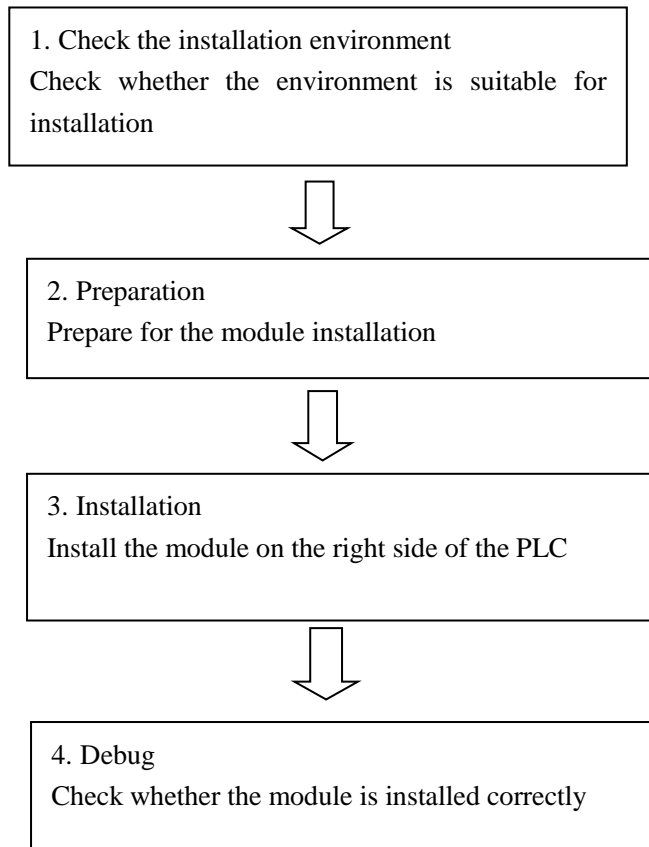 1. Check the installation environment
Check whether the environment is suitable for
installation
2. Preparation
Prepare for the module installation
3. Installation
Install the module on the right side of the PLC
4. Debug
Check whether the module is installed correctly